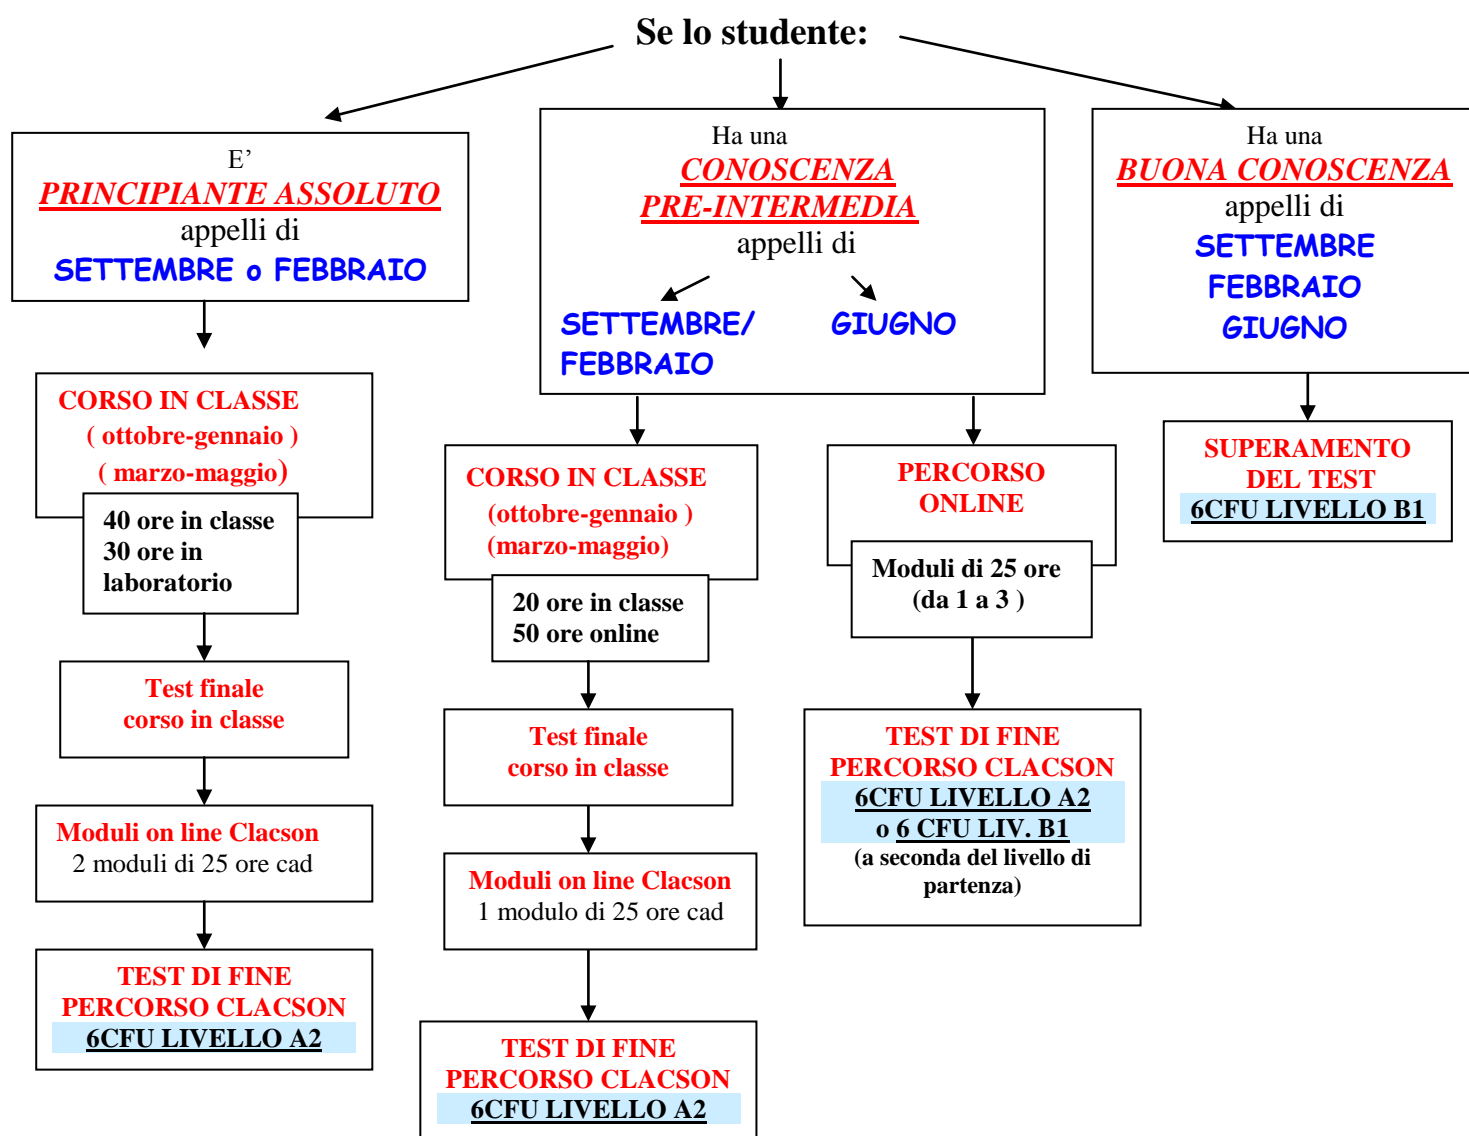 Se lo studente:
E’
PRINCIPIANTE ASSOLUTO
appelli di
SETTEMBRE o FEBBRAIO
CORSO IN CLASSE
( ottobre-gennaio )
( marzo-maggio)
40 ore in classe
30 ore in
laboratorio
Test finale
corso in classe
Moduli on line Clacson
2 moduli di 25 ore cad
TEST DI FINE
PERCORSO CLACSON
6CFU LIVELLO A2
Ha una
CONOSCENZA
PRE-INTERMEDIA
appelli di
SETTEMBRE/
FEBBRAIO
GIUGNO
CORSO IN CLASSE
(ottobre-gennaio )
(marzo-maggio)
20 ore in classe
50 ore online
Test finale
corso in classe
Moduli on line Clacson
1 modulo di 25 ore cad
TEST DI FINE
PERCORSO CLACSON
6CFU LIVELLO A2
PERCORSO
ONLINE
Moduli di 25 ore
(da 1 a 3 )
TEST DI FINE
PERCORSO CLACSON
6CFU LIVELLO A2
o 6 CFU LIV. B1
(a seconda del livello di
partenza)
Ha una
BUONA CONOSCENZA
appelli di
SETTEMBRE
FEBBRAIO
GIUGNO
SUPERAMENTO
DEL TEST
6CFU LIVELLO B1